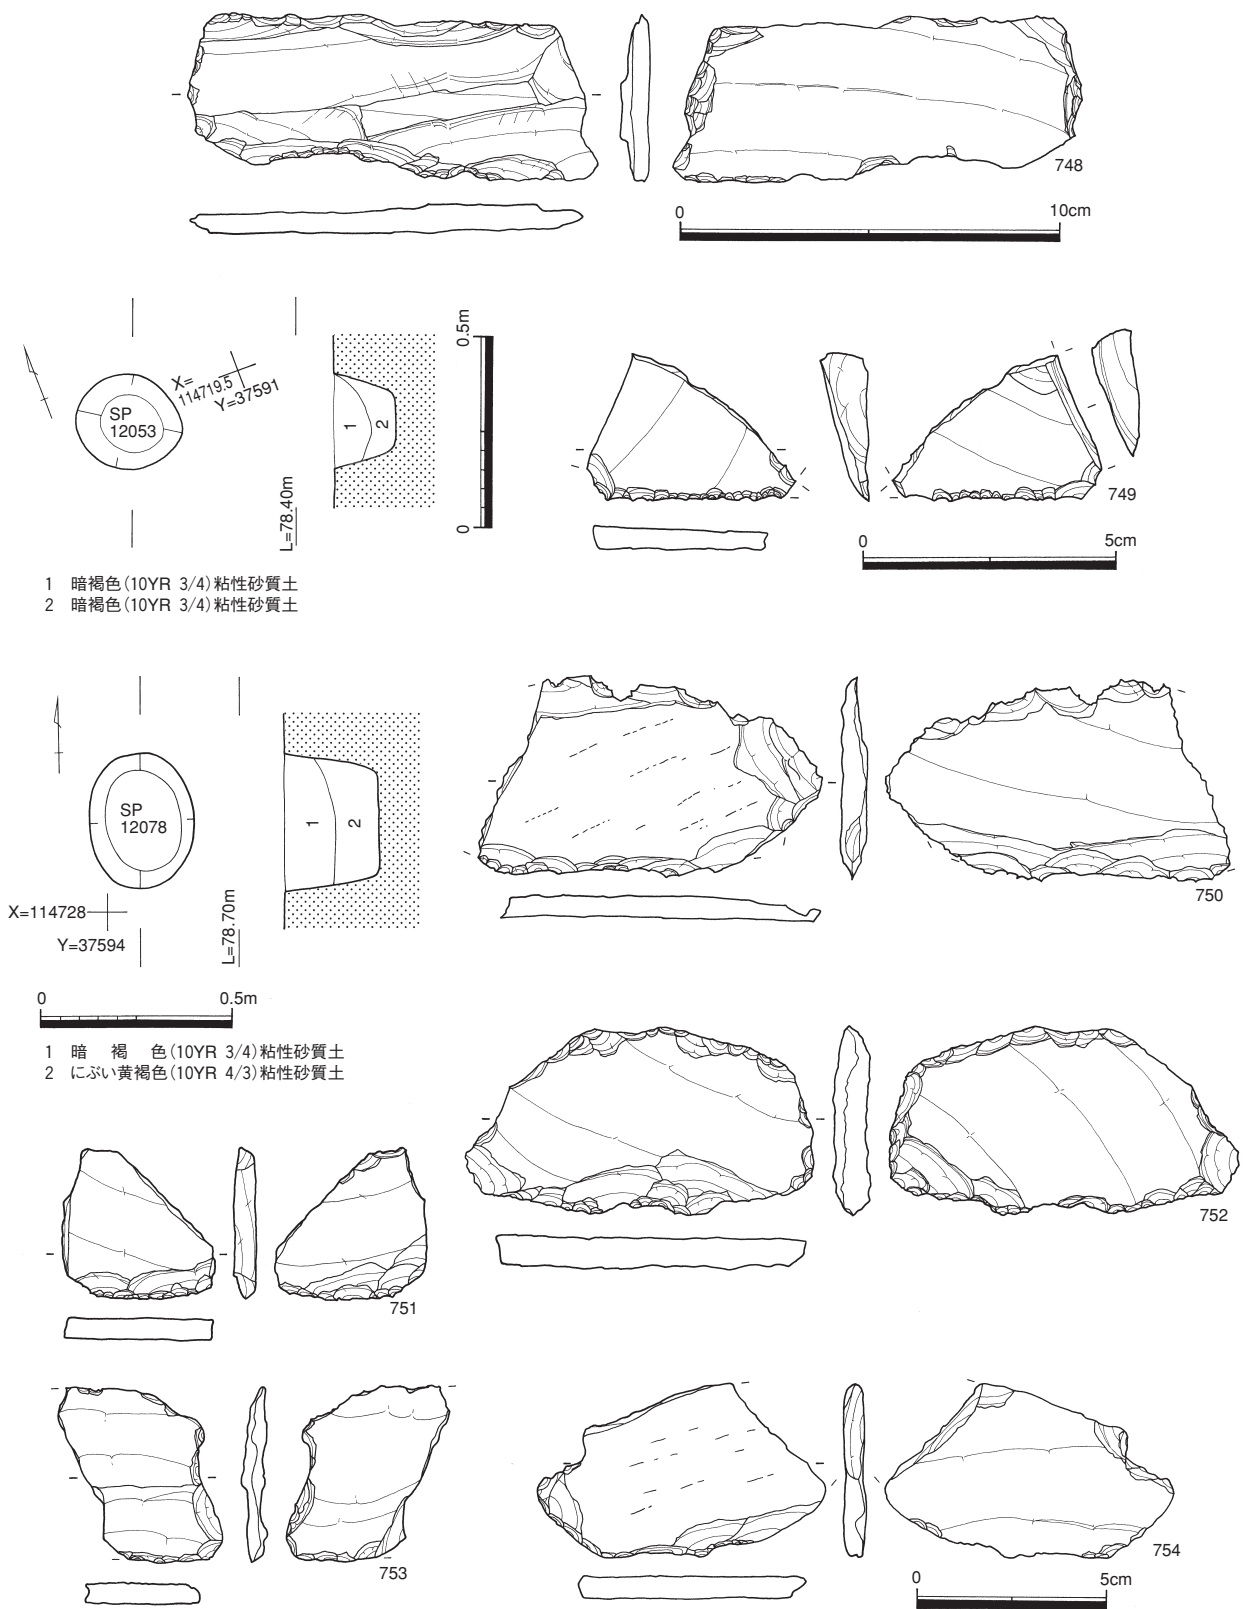 748
0 10cm
X=
114719.5
Y=37591
SP
12053
1
2
L=78.40m
0.5m
0
749
0 5cm
1 暗褐色(10YR 3/4)粘性砂質土
2 暗褐色(10YR 3/4)粘性砂質土
SP
12078
1
2
X=114728
Y=37594
L=78.70m
750
0 0.5m
1 暗褐色(10YR 3/4)粘性砂質土
2 にぶい黄褐色(10YR 4/3)粘性砂質土
752
751
753
754
0 5cm